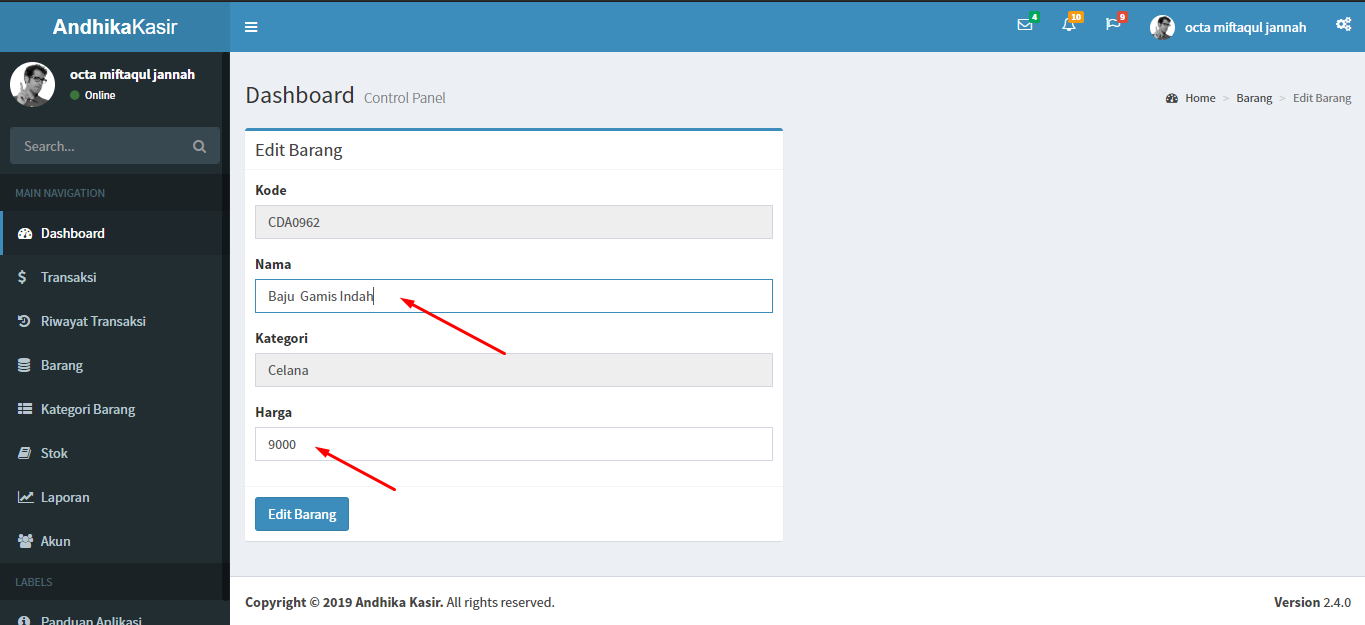 AndhikaKasir
4
10
9
octa miftaqul jannah
octa miftaqul jannah
Online
Search...
MAIN NAVIGATION
Dashboard
Transaksi
Riwayat Transaksi
Barang
Kategori Barang
Stok
Laporan
Akun
LABELS
Panduan Aplikasi
Dashboard Control Panel
Home > Barang > Edit Barang
Edit Barang
Kode
CDA0962
Nama
Baju  Gamis Indah
Kategori
Celana
Harga
9000
Edit Barang
Copyright © 2019 Andhika Kasir. All rights reserved.
Version 2.4.0